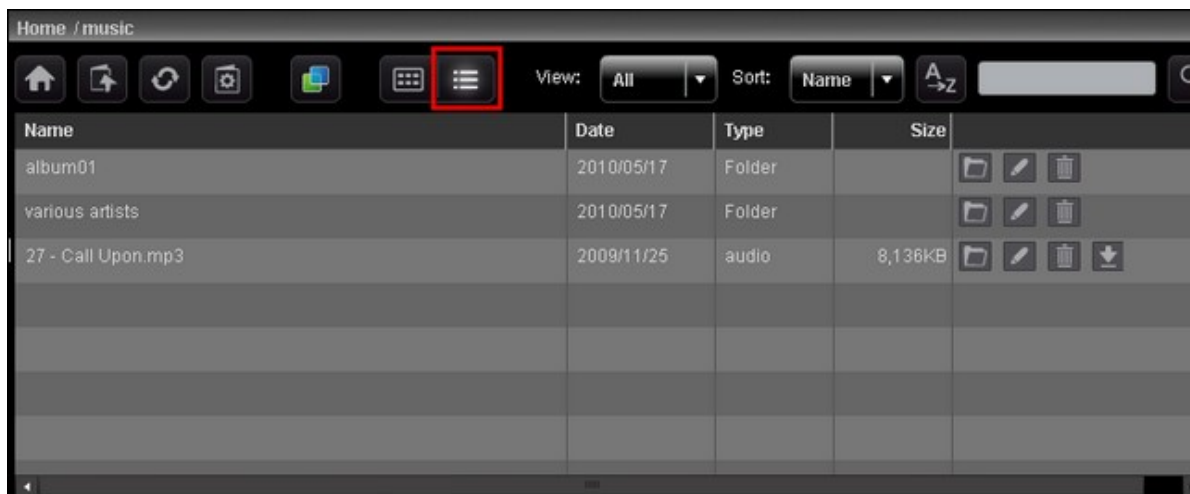 Home / music
View: All Sort: Name A→Z
Name Date Type Size
album01 2010/05/17 Folder
various artists 2010/05/17 Folder
27 - Call Upon.mp3 2009/11/25 audio 8,136KB